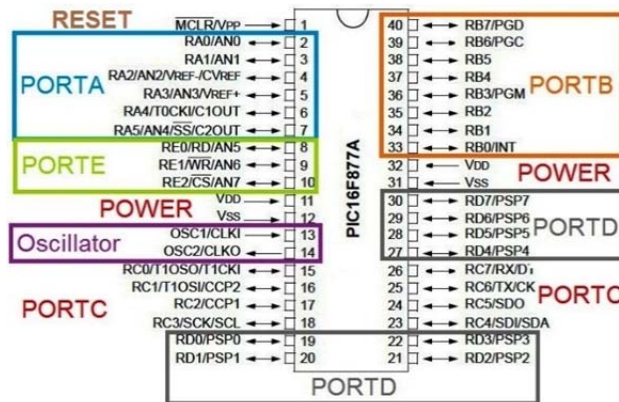 RESET
PORTA
PORTE
POWER
Oscillator
PORTC
MCLR/VPP 1
RA0/AN0 2
RA1/AN1 3
RA2/AN2/VREF-/CVREF 4
RA3/AN3/VREF+ 5
RA4/T0CKI/C1OUT 6
RA5/AN4/SS/C2OUT 7
RE0/RD/AN5 8
RE1/WR/AN6 9
RE2/CS/AN7 10
VDD 11
VSS 12
OSC1/CLKI 13
OSC2/CLKO 14
RC0/T1OSO/T1CKI 15
RC1/T1OSI/CCP2 16
RC2/CCP1 17
RC3/SCK/SCL 18
RD0/PSP0 19
RD1/PSP1 20
PIC16F877A
40 RB7/PGD
39 RB6/PGC
38 RB5
37 RB4
36 RB3/PGM
35 RB2
34 RB1
33 RB0/INT
32 VDD
31 VSS
30 RD7/PSP7
29 RD6/PSP6
28 RD5/PSP5
27 RD4/PSP4
26 RC7/RX/DT
25 RC6/TX/CK
24 RC5/SDO
23 RC4/SDI/SDA
22 RD3/PSP3
21 RD2/PSP2
PORTB
POWER
PORTD
PORTC
PORTD